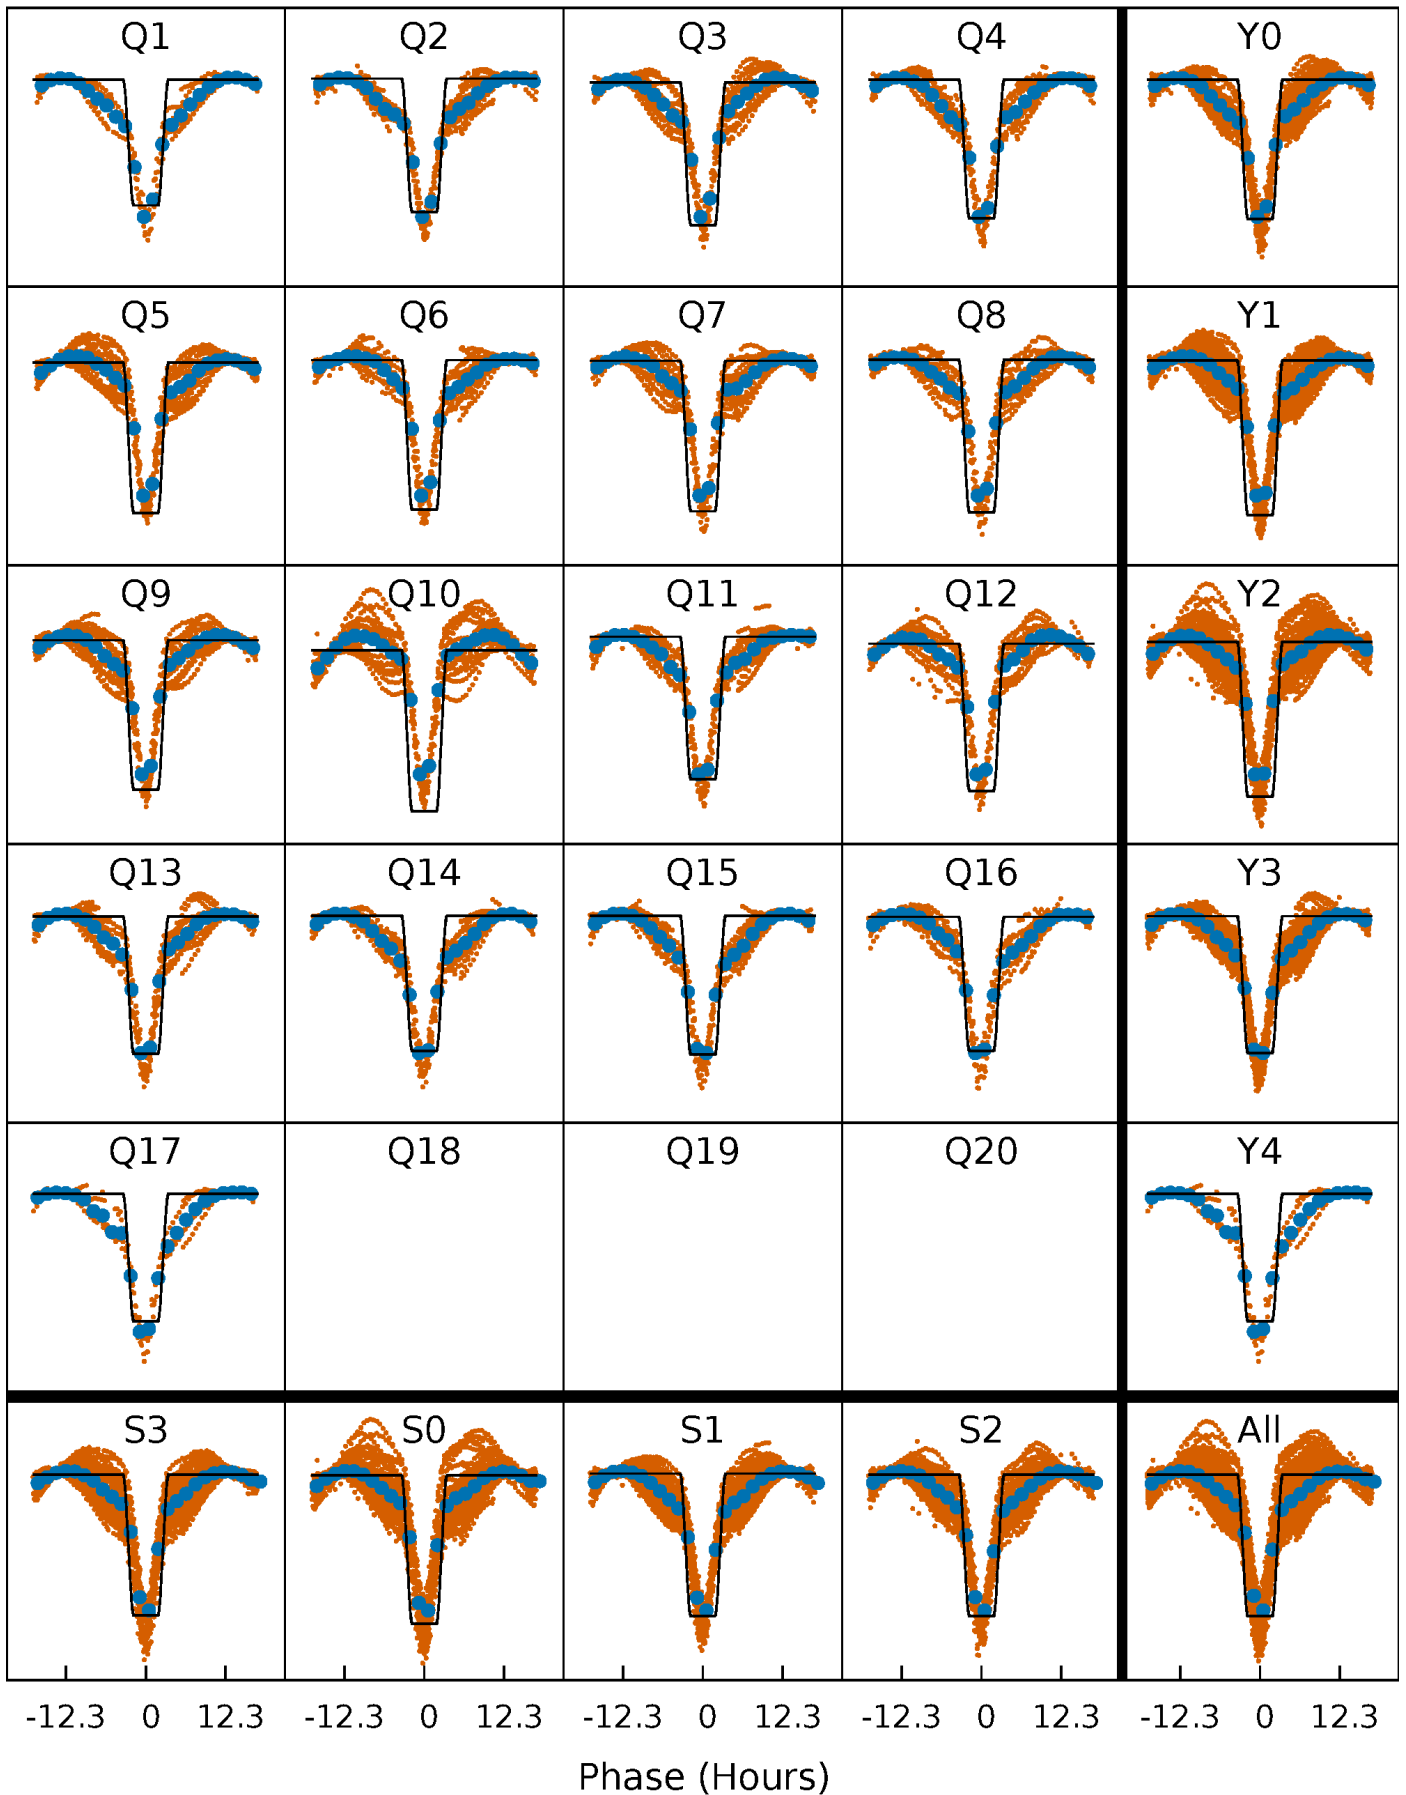 Q1 Q2 Q3 Q4 Y0
Q5 Q6 Q7 Q8 Y1
Q9 Q10 Q11 Q12 Y2
Q13 Q14 Q15 Q16 Y3
Q17 Q18 Q19 Q20 Y4
S3 S0 S1 S2 All
-12.3 0 12.3 -12.3 0 12.3 -12.3 0 12.3 -12.3 0 12.3 -12.3 0 12.3
Phase (Hours)